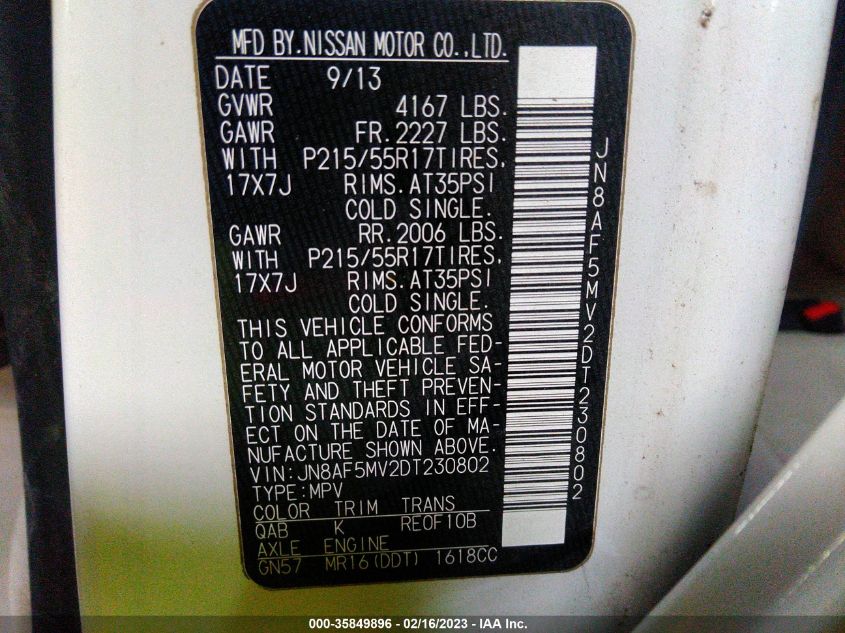 MFD BY.NISSAN MOTOR CO.,LTD.
DATE 9/13
GVWR 4167 LBS.
GAWR FR.2227 LBS.
WITH P215/55R17TIRES,
17X7J RIMS.AT35PSI
COLD SINGLE.
GAWR RR.2006 LBS.
WITH P215/55R17TIRES,
17X7J RIMS.AT35PSI
COLD SINGLE.
THIS VEHICLE CONFORMS
TO ALL APPLICABLE FED-
ERAL MOTOR VEHICLE SA-
FETY AND THEFT PREVEN-
TION STANDARDS IN EFF-
ECT ON THE DATE OF MA-
NUFACTURE SHOWN ABOVE.
VIN:JN8AF5MV2DT230802
TYPE:MPV
COLOR TRIM TRANS
QAB K RE0F10B
AXLE ENGINE
GN57 MR16(DDT) 1618CC
JN8AF5MV2DT230802
000-35849896 - 02/16/2023 - IAA Inc.